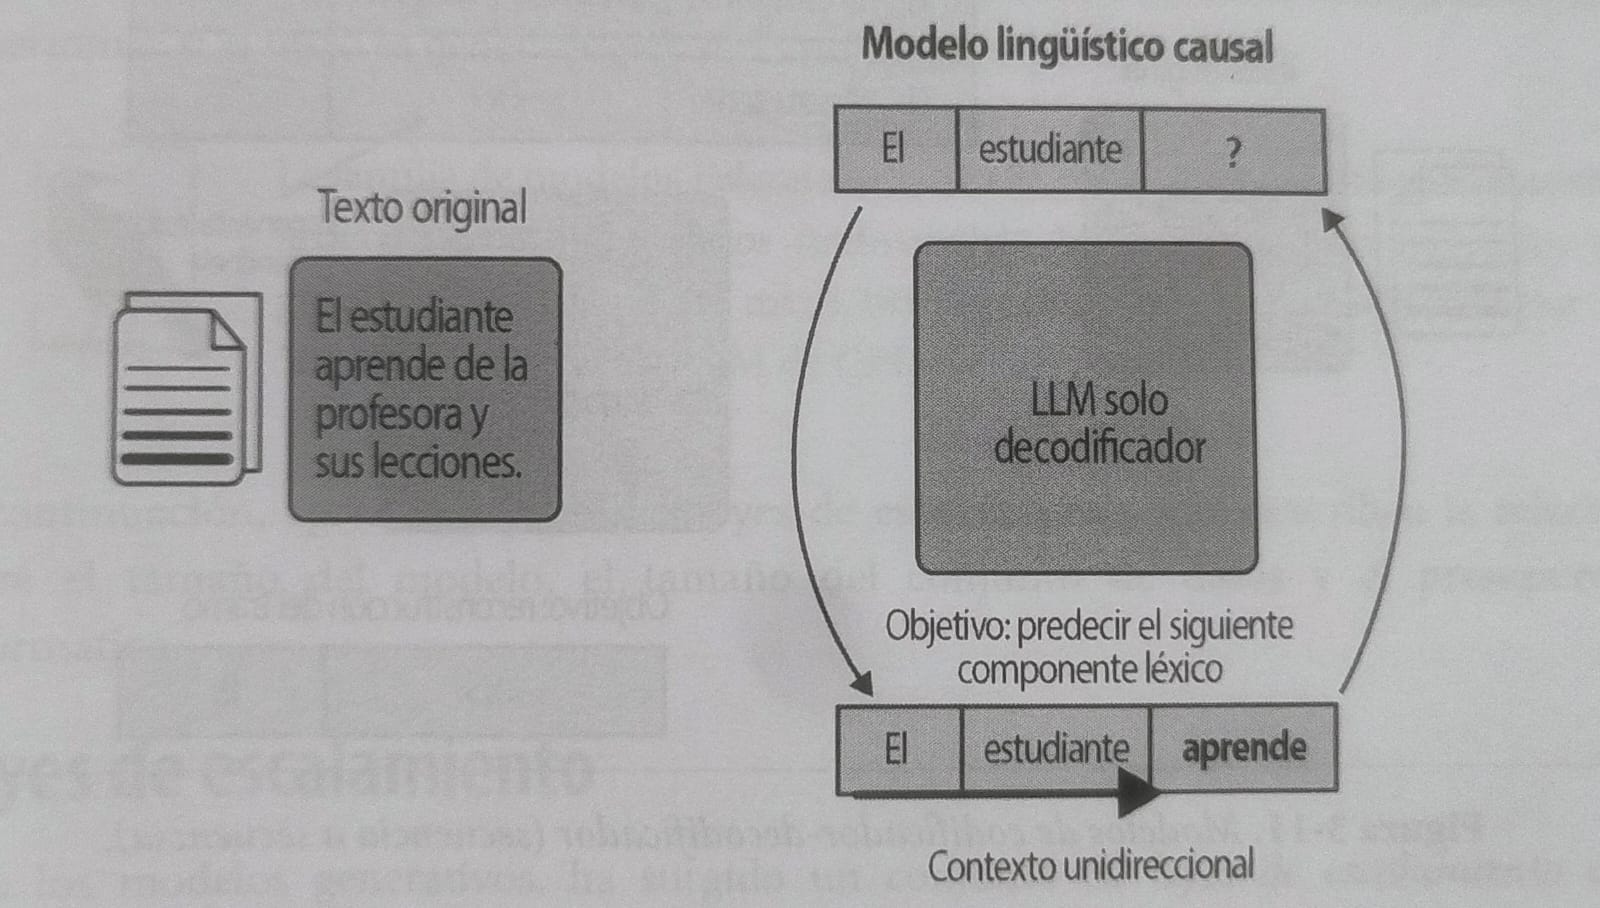 Modelo lingüístico causal
El estudiante ?
Texto original
El estudiante
aprende de la
profesora y
sus lecciones.
LLM solo
decodificador
Objetivo: predecir el siguiente
componente léxico
El estudiante aprende
Contexto unidireccional